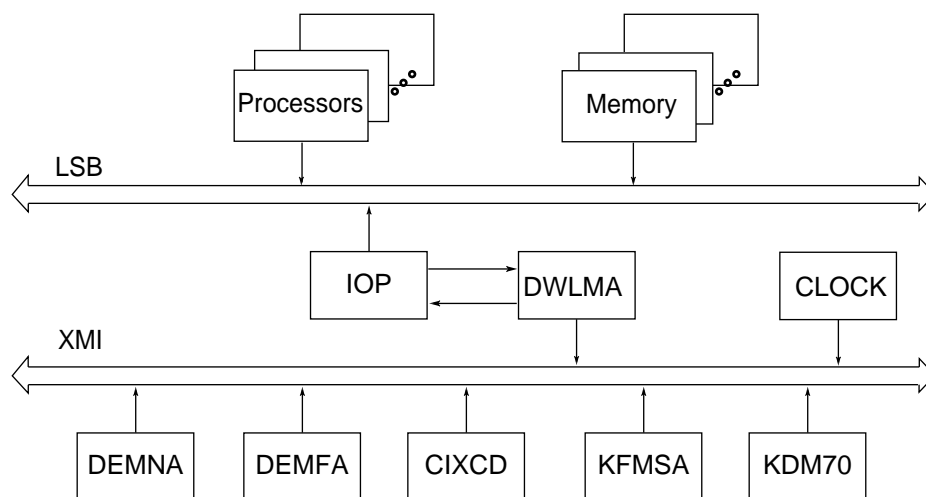 Processors
Memory
LSB
IOP
DWLMA
CLOCK
XMI
DEMNA
DEMFA
CIXCD
KFMSA
KDM70